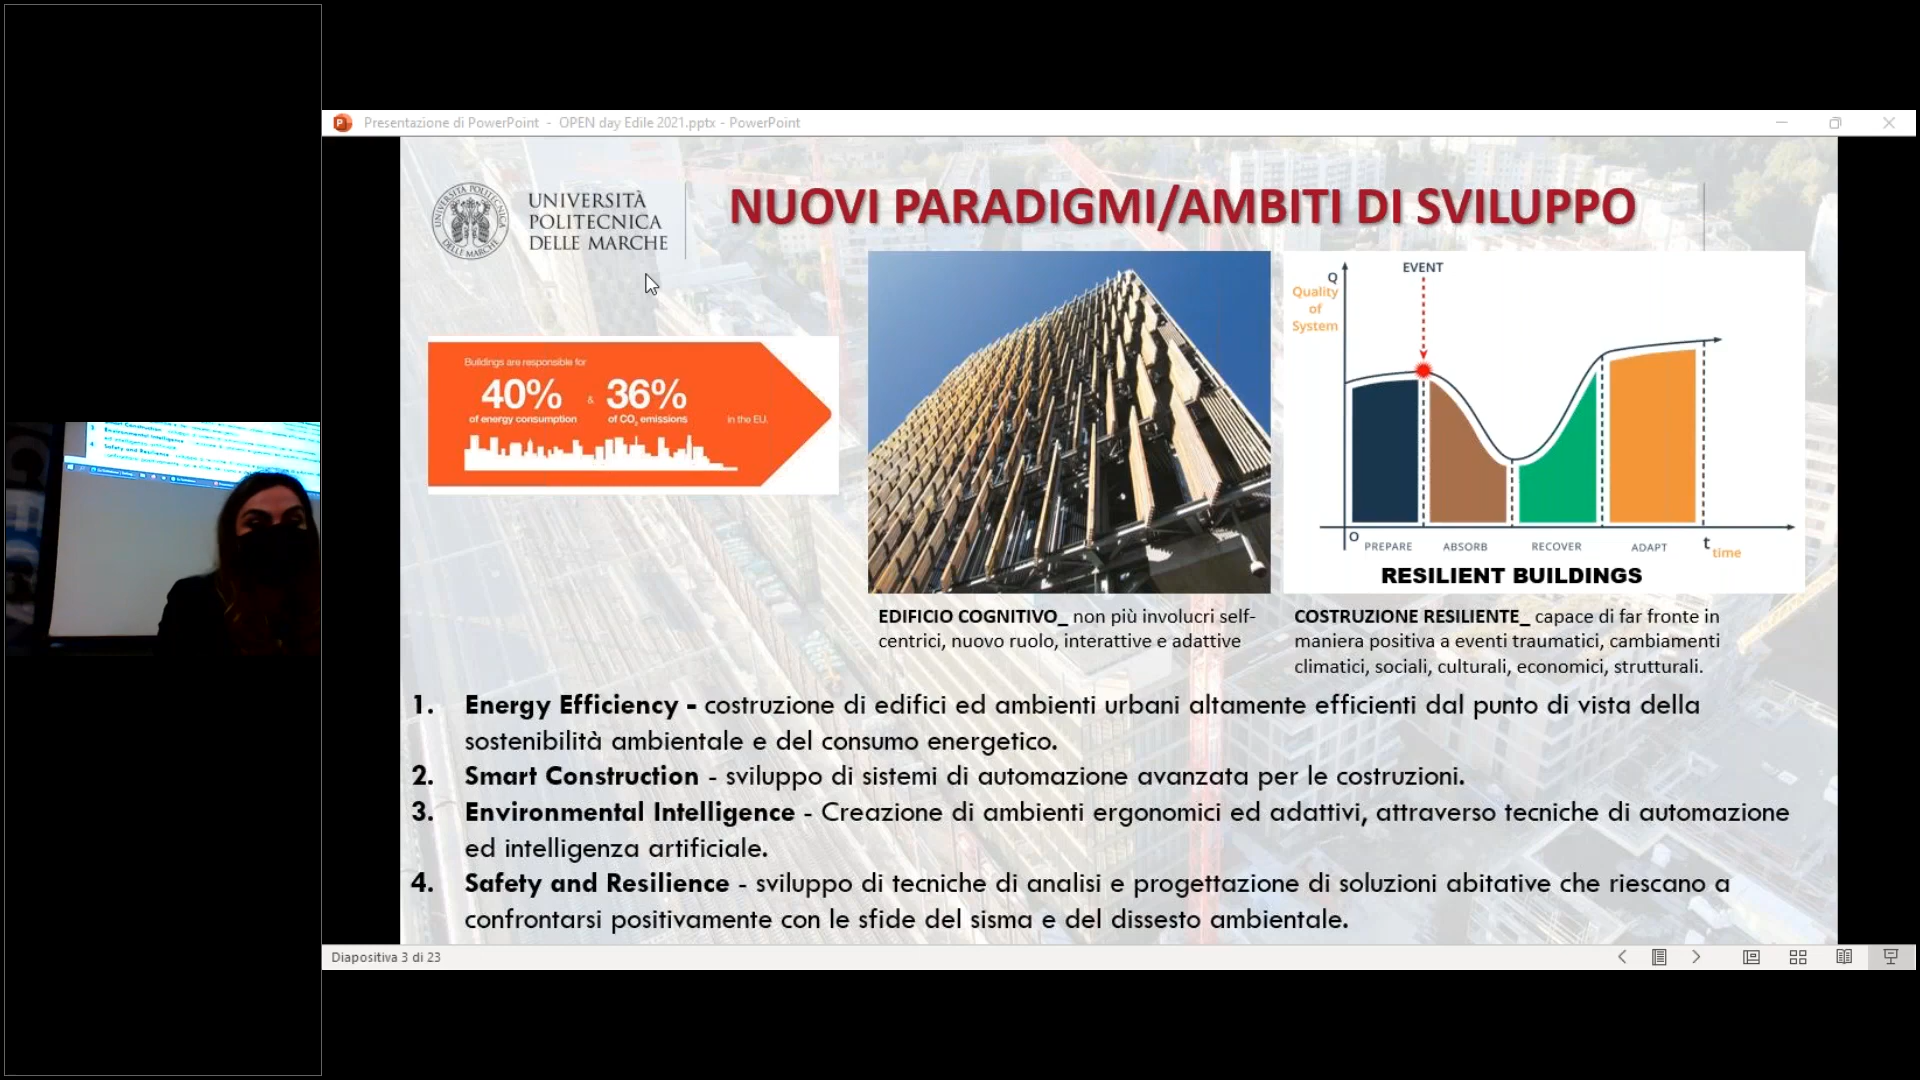 Presentazione di PowerPoint - OPEN day Edile 2021.pptx - PowerPoint
UNIVERSITÀ
POLITECNICA
DELLE MARCHE
NUOVI PARADIGMI/AMBITI DI SVILUPPO
Buildings are responsible for
40% & 36%
of energy consumption of CO2 emissions in the EU.
EVENT
Q
Quality
of
System
O PREPARE ABSORB RECOVER ADAPT t time
RESILIENT BUILDINGS
EDIFICIO COGNITIVO_ non più involucri self-
centrici, nuovo ruolo, interattive e adattive
COSTRUZIONE RESILIENTE_ capace di far fronte in
maniera positiva a eventi traumatici, cambiamenti
climatici, sociali, culturali, economici, strutturali.
1. Energy Efficiency - costruzione di edifici ed ambienti urbani altamente efficienti dal punto di vista della
sostenibilità ambientale e del consumo energetico.
2. Smart Construction - sviluppo di sistemi di automazione avanzata per le costruzioni.
3. Environmental Intelligence - Creazione di ambienti ergonomici ed adattivi, attraverso tecniche di automazione
ed intelligenza artificiale.
4. Safety and Resilience - sviluppo di tecniche di analisi e progettazione di soluzioni abitative che riescano a
confrontarsi positivamente con le sfide del sisma e del dissesto ambientale.
Diapositiva 3 di 23